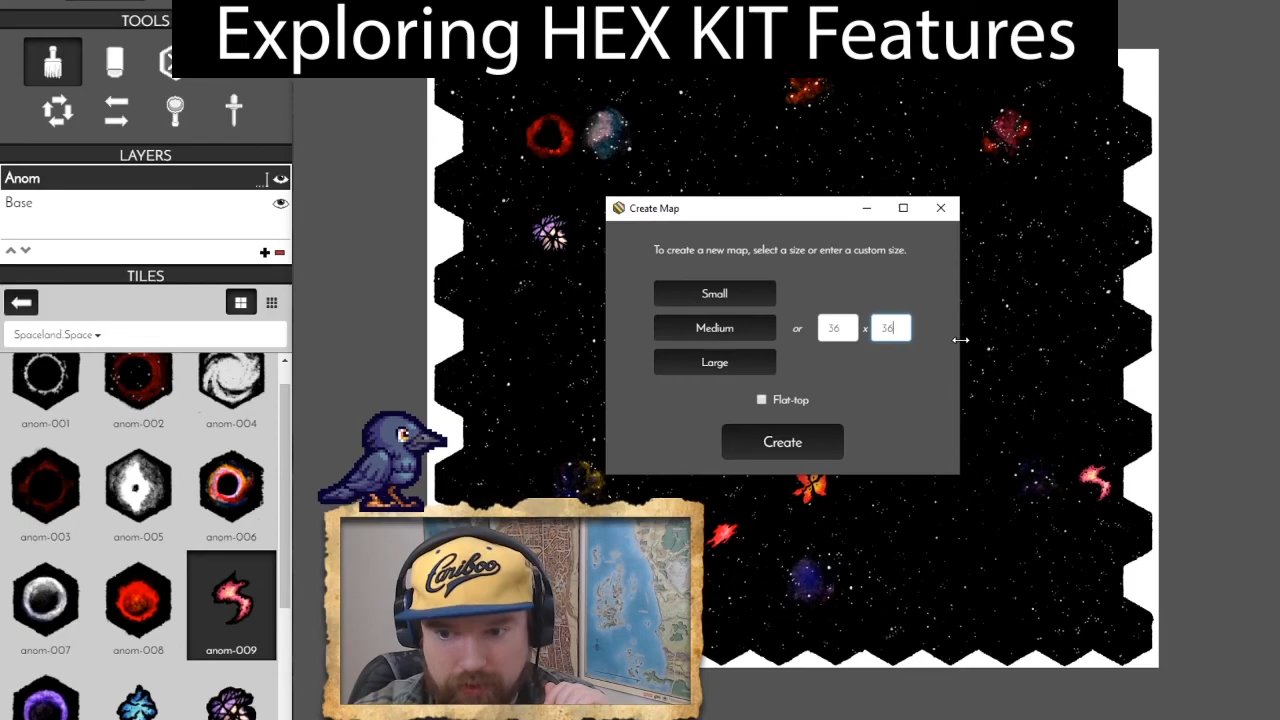 Exploring HEX KIT Features
TOOLS
LAYERS
Anom
Base
TILES
Spaceland.Space
anom-001
anom-002
anom-004
anom-003
anom-005
anom-006
anom-007
anom-008
anom-009
Create Map
To create a new map, select a size or enter a custom size.
Small
Medium
or
36 x 36
Large
Flat-top
Create
Cariboo